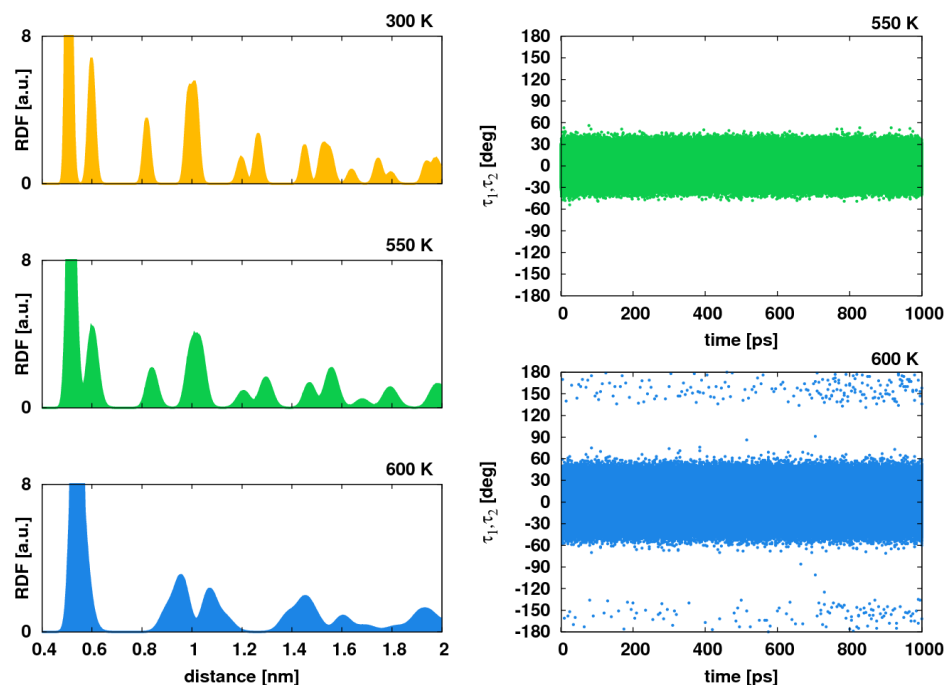 300 K
8
RDF [a.u.]
0
550 K
8
RDF [a.u.]
0
600 K
8
RDF [a.u.]
0
0.4 0.6 0.8 1 1.2 1.4 1.6 1.8 2
distance [nm]
550 K
180
150
120
90
60
30
0
-30
-60
-90
-120
-150
-180
τ1,τ2 [deg]
0 200 400 600 800 1000
time [ps]
600 K
180
150
120
90
60
30
0
-30
-60
-90
-120
-150
-180
τ1,τ2 [deg]
0 200 400 600 800 1000
time [ps]